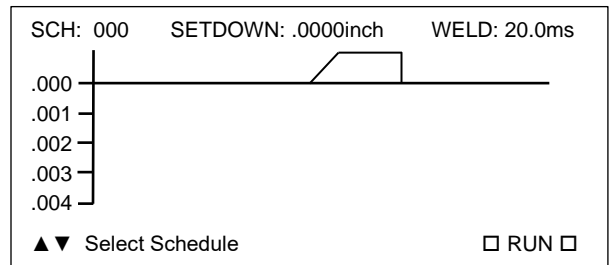 SCH: 000 SETDOWN: .0000inch WELD: 20.0ms
.000
.001
.002
.003
.004
▲▼ Select Schedule □ RUN □